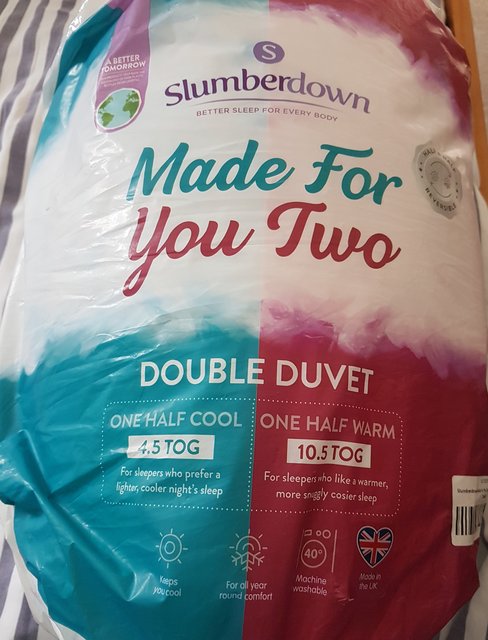 A BETTER
TOMORROW
S
Slumberdown
BETTER SLEEP FOR EVERY BODY
Made For
You Two
REVERSIBLE
DOUBLE DUVET
ONE HALF COOL
4.5 TOG
For sleepers who prefer a
lighter, cooler night's sleep
ONE HALF WARM
10.5 TOG
For sleepers who like a warmer,
more snuggly cosier sleep
Keeps
you cool
For all year
round comfort
40°
Machine
washable
Made in
the UK
Slumberdown